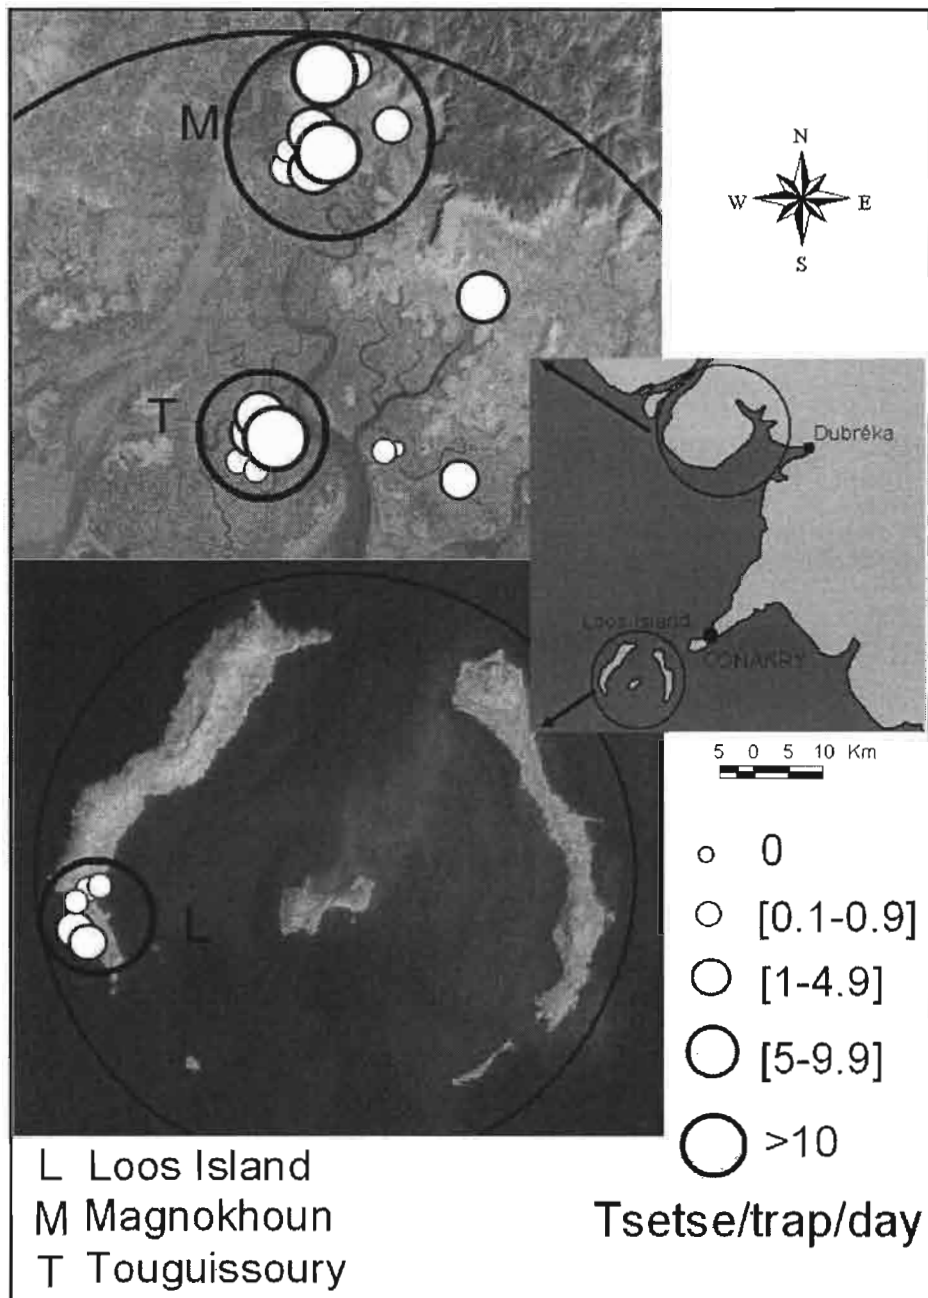 M
N
W E
S
T
Dubréka
Loos Island
CONAKRY
5 0 5 10 Km
L
0
[0.1-0.9]
[1-4.9]
[5-9.9]
>10
Tsetse/trap/day
L Loos Island
M Magnokhoun
T Touguissoury